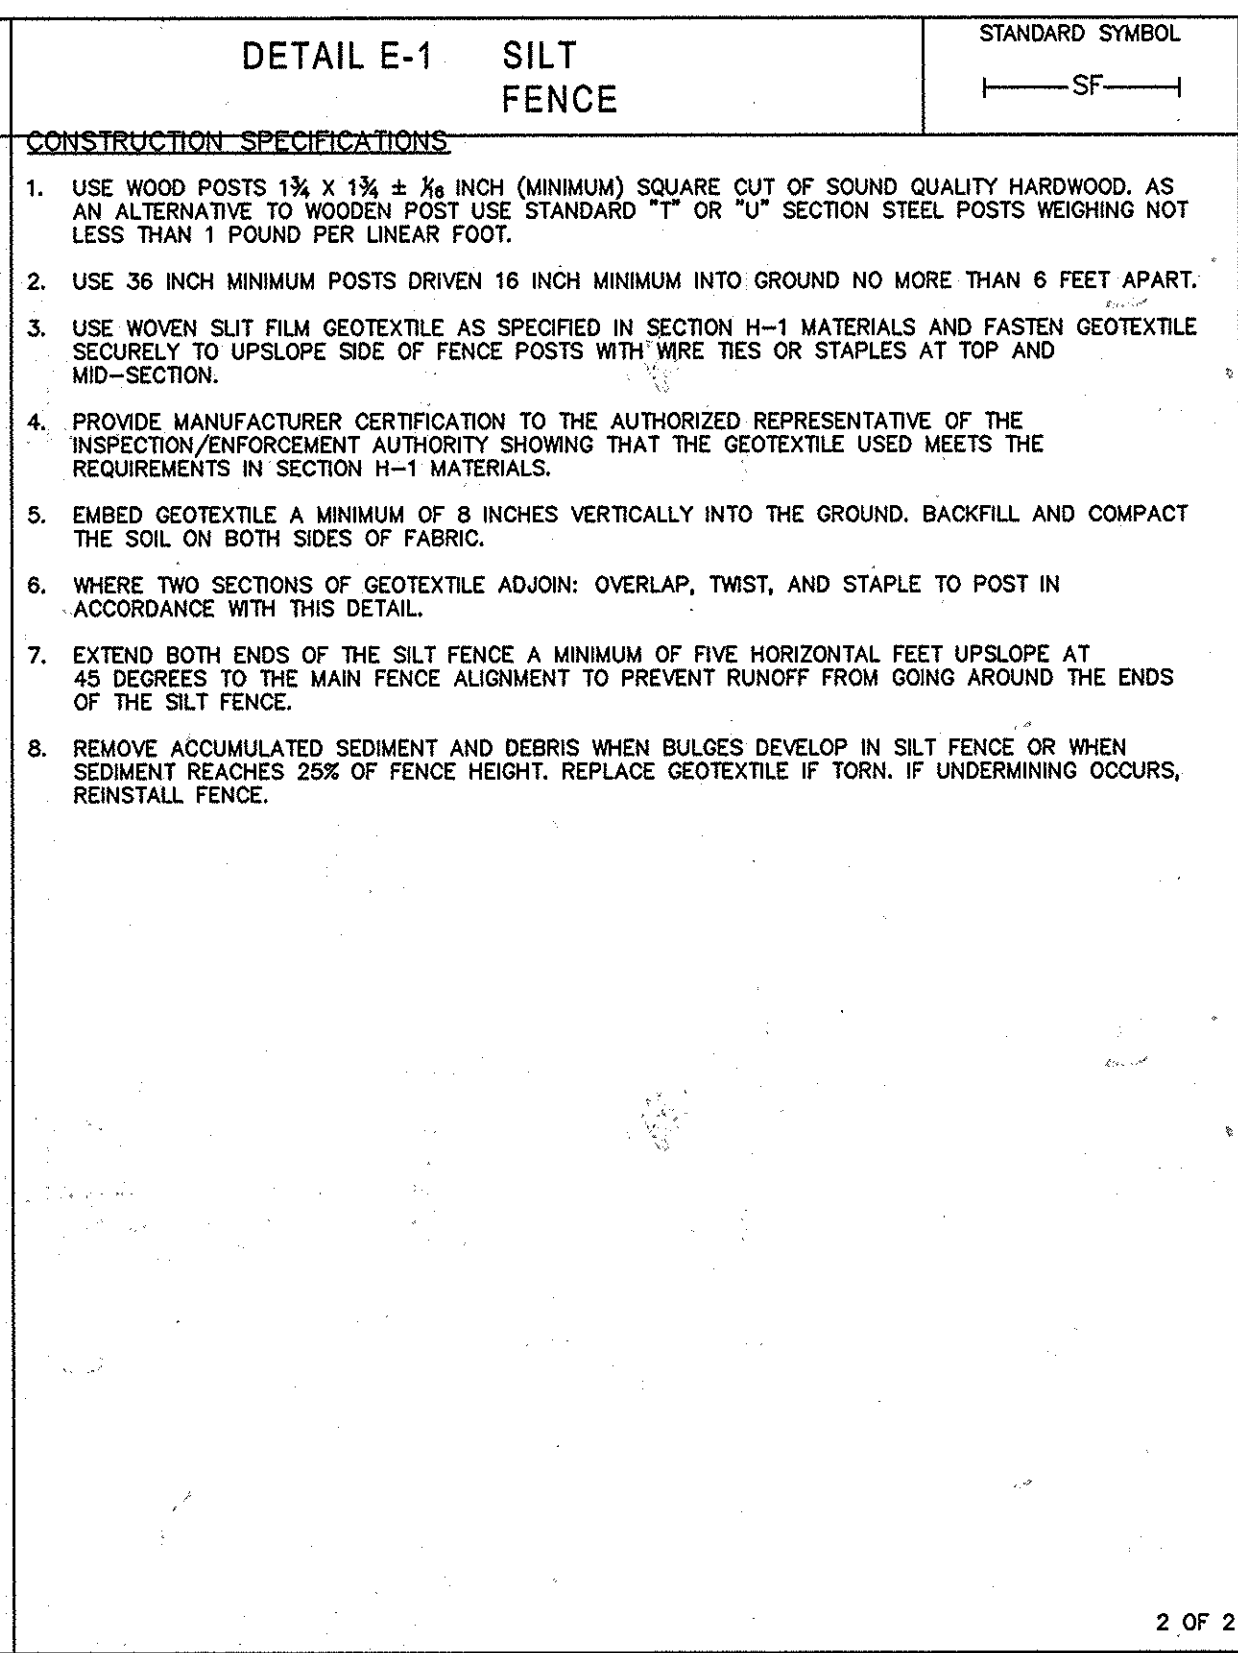 DETAIL E-1 SILT
FENCE
STANDARD SYMBOL
SF
CONSTRUCTION SPECIFICATIONS
1. USE WOOD POSTS 1¾ X 1¾ ± 1/16 INCH (MINIMUM) SQUARE CUT OF SOUND QUALITY HARDWOOD. AS
AN ALTERNATIVE TO WOODEN POST USE STANDARD "T" OR "U" SECTION STEEL POSTS WEIGHING NOT
LESS THAN 1 POUND PER LINEAR FOOT.
2. USE 36 INCH MINIMUM POSTS DRIVEN 16 INCH MINIMUM INTO GROUND NO MORE THAN 6 FEET APART.
3. USE WOVEN SLIT FILM GEOTEXTILE AS SPECIFIED IN SECTION H-1 MATERIALS AND FASTEN GEOTEXTILE
SECURELY TO UPSLOPE SIDE OF FENCE POSTS WITH WIRE TIES OR STAPLES AT TOP AND
MID-SECTION.
4. PROVIDE MANUFACTURER CERTIFICATION TO THE AUTHORIZED REPRESENTATIVE OF THE
INSPECTION/ENFORCEMENT AUTHORITY SHOWING THAT THE GEOTEXTILE USED MEETS THE
REQUIREMENTS IN SECTION H-1 MATERIALS.
5. EMBED GEOTEXTILE A MINIMUM OF 8 INCHES VERTICALLY INTO THE GROUND. BACKFILL AND COMPACT
THE SOIL ON BOTH SIDES OF FABRIC.
6. WHERE TWO SECTIONS OF GEOTEXTILE ADJOIN: OVERLAP, TWIST, AND STAPLE TO POST IN
ACCORDANCE WITH THIS DETAIL.
7. EXTEND BOTH ENDS OF THE SILT FENCE A MINIMUM OF FIVE HORIZONTAL FEET UPSLOPE AT
45 DEGREES TO THE MAIN FENCE ALIGNMENT TO PREVENT RUNOFF FROM GOING AROUND THE ENDS
OF THE SILT FENCE.
8. REMOVE ACCUMULATED SEDIMENT AND DEBRIS WHEN BULGES DEVELOP IN SILT FENCE OR WHEN
SEDIMENT REACHES 25% OF FENCE HEIGHT. REPLACE GEOTEXTILE IF TORN. IF UNDERMINING OCCURS,
REINSTALL FENCE.
2 OF 2